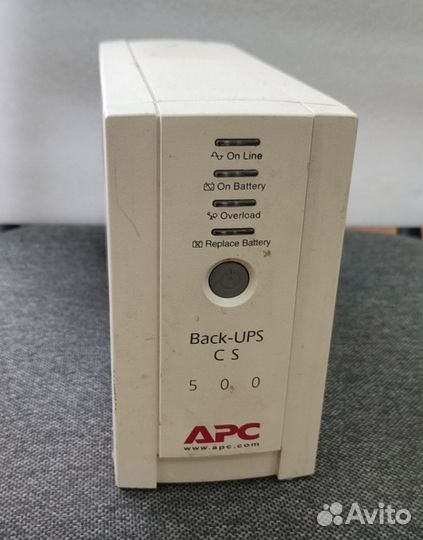 On Line
On Battery
Overload
Replace Battery
Back-UPS
C S
5 0 0
APC
www.apc.com
Avito